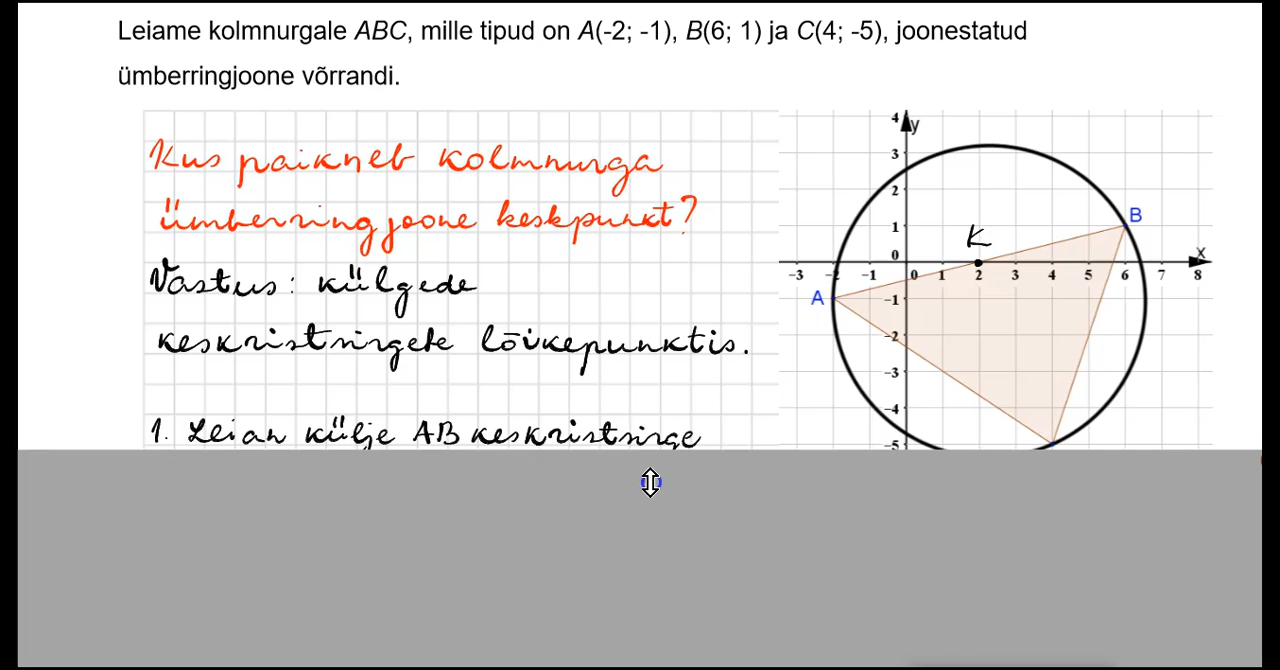 Leiame kolmnurgale ABC, mille tipud on A(-2; -1), B(6; 1) ja C(4; -5), joonestatud
ümberringjoone võrrandi.
Kus paikneb kolmnurga
ümberringjoone keskpunkt?
Vastus: külgede
keskristsirgete lõikepunktis.
1. Leian külje AB keskristsirge
4
y
3
2
B
1
K
0
x
-3 -2 -1 0 1 2 3 4 5 6 7 8
A
-1
-2
-3
-4
-5